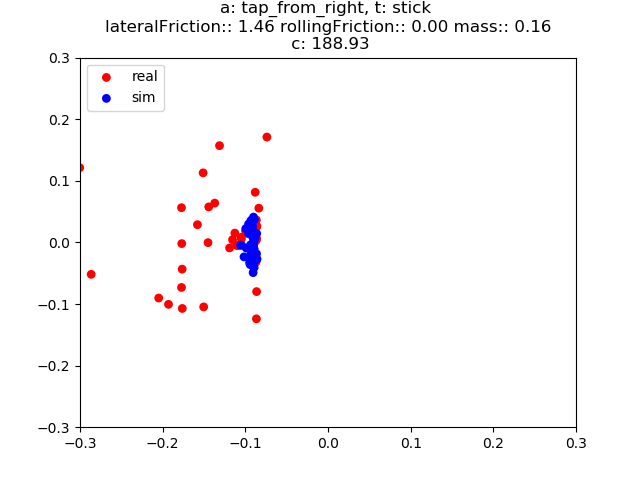 a: tap_from_right, t: stick
lateralFriction:: 1.46 rollingFriction:: 0.00 mass:: 0.16
c: 188.93
real
sim
0.3
0.2
0.1
0.0
−0.1
−0.2
−0.3
−0.3 −0.2 −0.1 0.0 0.1 0.2 0.3